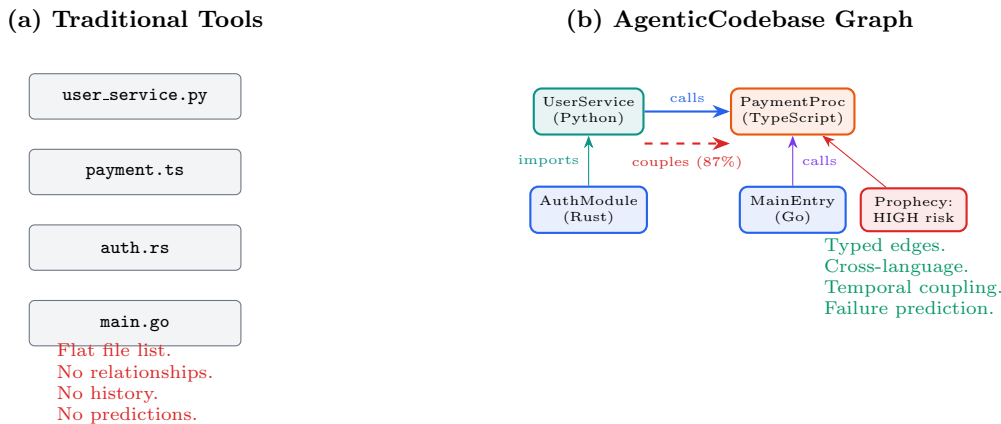 (a) Traditional Tools
user_service.py
payment.ts
auth.rs
main.go
Flat file list.
No relationships.
No history.
No predictions.
(b) AgenticCodebase Graph
UserService
(Python)
calls
PaymentProc
(TypeScript)
imports
couples (87%)
calls
AuthModule
(Rust)
MainEntry
(Go)
Prophecy:
HIGH risk
Typed edges.
Cross-language.
Temporal coupling.
Failure prediction.